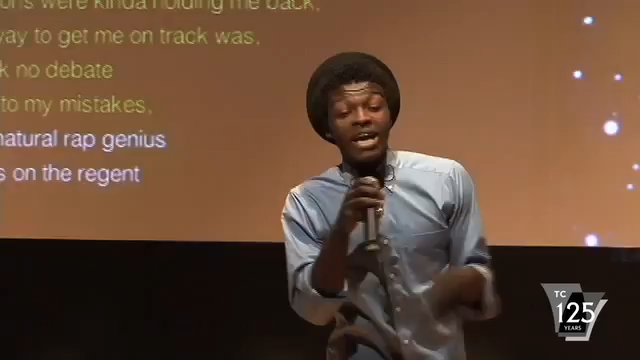 ons were kinda holding me back,
way to get me on track was,
k no debate
to my mistakes,
natural rap genius
s on the regent
TC
125
YEARS